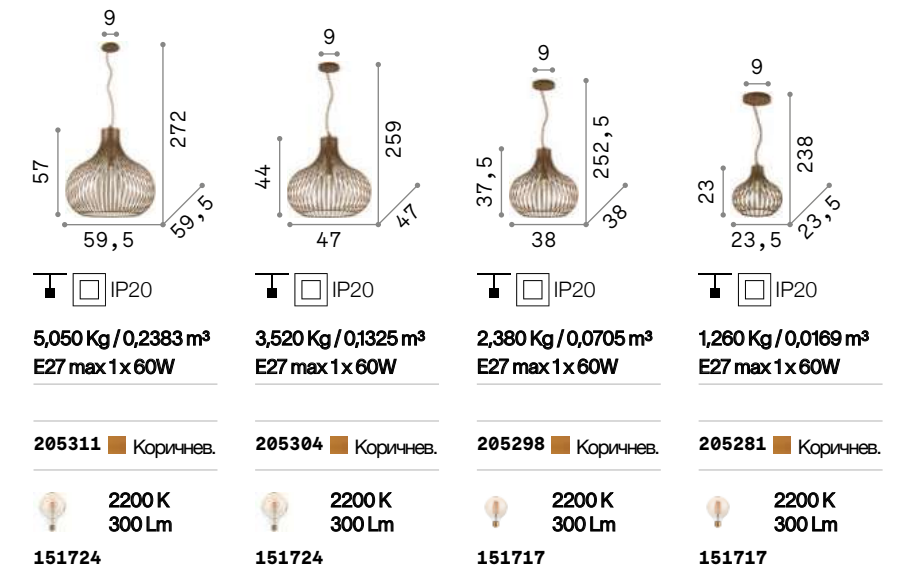 9
272
57
59,5
59,5
IP20
5,050 Kg / 0,2383 m³
E27 max 1 x 60W
205311 Коричнев.
2200 K
300 Lm
151724
9
259
44
47
47
IP20
3,520 Kg / 0,1325 m³
E27 max 1 x 60W
205304 Коричнев.
2200 K
300 Lm
151724
9
252,5
37,5
38
38
IP20
2,380 Kg / 0,0705 m³
E27 max 1 x 60W
205298 Коричнев.
2200 K
300 Lm
151717
9
238
23
23,5
23,5
IP20
1,260 Kg / 0,0169 m³
E27 max 1 x 60W
205281 Коричнев.
2200 K
300 Lm
151717